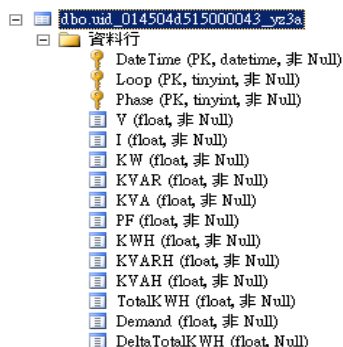 dbo.uid_014504d515000043_yz3a
資料行
DateTime (PK, datetime, 非 Null)
Loop (PK, tinyint, 非 Null)
Phase (PK, tinyint, 非 Null)
V (float, 非 Null)
I (float, 非 Null)
KW (float, 非 Null)
KVAR (float, 非 Null)
KVA (float, 非 Null)
PF (float, 非 Null)
KWH (float, 非 Null)
KVARH (float, 非 Null)
KVAH (float, 非 Null)
TotalKWH (float, 非 Null)
Demand (float, 非 Null)
DeltaTotalKWH (float, Null)